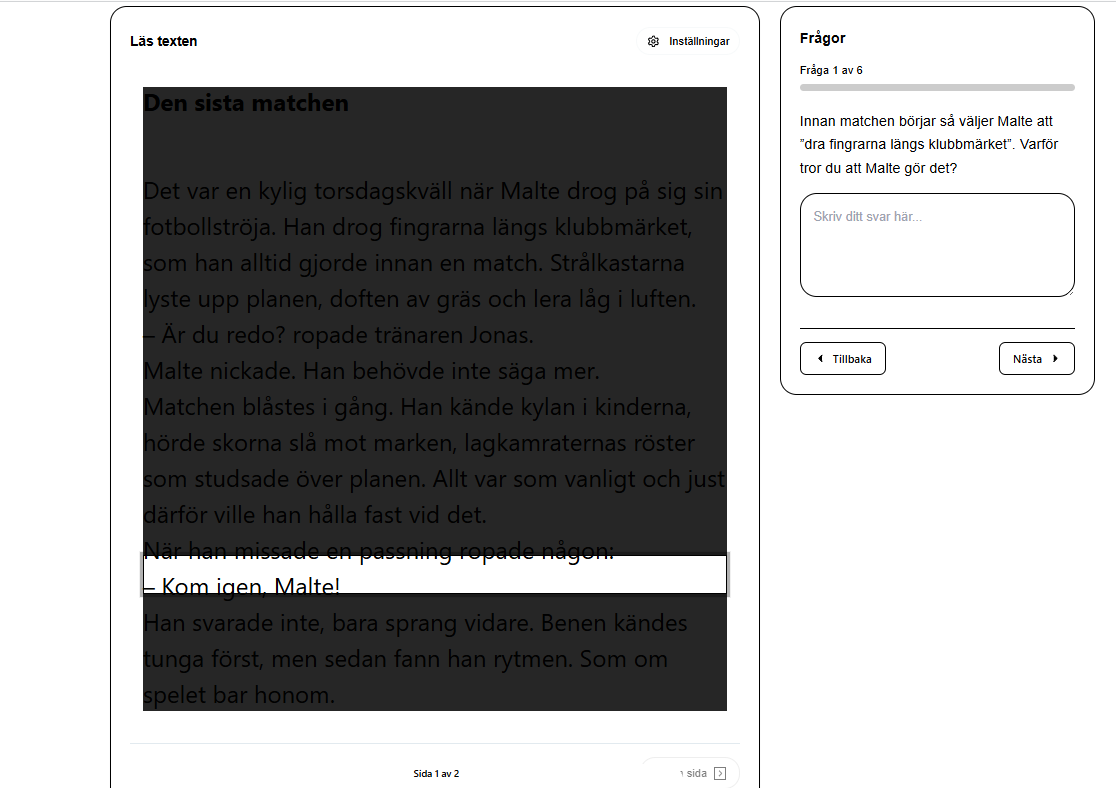 Läs texten
Inställningar
Den sista matchen
Det var en kylig torsdagskväll när Malte drog på sig sin
fotbollströja. Han drog fingrarna längs klubbmärket,
som han alltid gjorde innan en match. Strålkastarna
lyste upp planen, doften av gräs och lera låg i luften.
– Är du redo? ropade tränaren Jonas.
Malte nickade. Han behövde inte säga mer.
Matchen blåstes i gång. Han kände kylan i kinderna,
hörde skorna slå mot marken, lagkamraternas röster
som studsade över planen. Allt var som vanligt och just
därför ville han hålla fast vid det.
När han missade en passning ropade någon:
– Kom igen, Malte!
Han svarade inte, bara sprang vidare. Benen kändes
tunga först, men sedan fann han rytmen. Som om
spelet bar honom.
Sida 1 av 2
sida
Frågor
Fråga 1 av 6
Innan matchen börjar så väljer Malte att
”dra fingrarna längs klubbmärket”. Varför
tror du att Malte gör det?
Skriv ditt svar här...
Tillbaka
Nästa